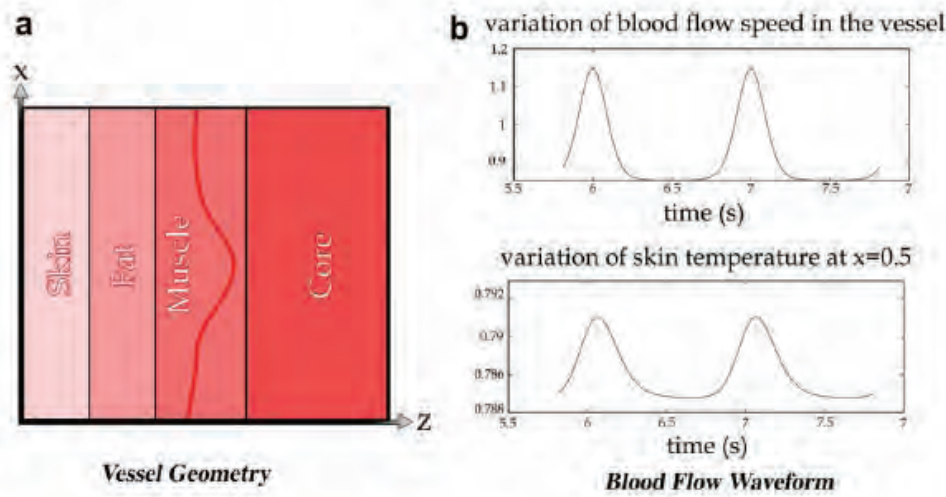 a
X
Skin
Fat
Muscle
Core
Z
Vessel Geometry
b variation of blood flow speed in the vessel
1.2
1.1
1
0.9
5.5 6 6.5 7 7.5 7
time (s)
variation of skin temperature at x=0.5
0.792
0.79
0.786
0.788
5.5 6 6.5 7 7.5 7
time (s)
Blood Flow Waveform